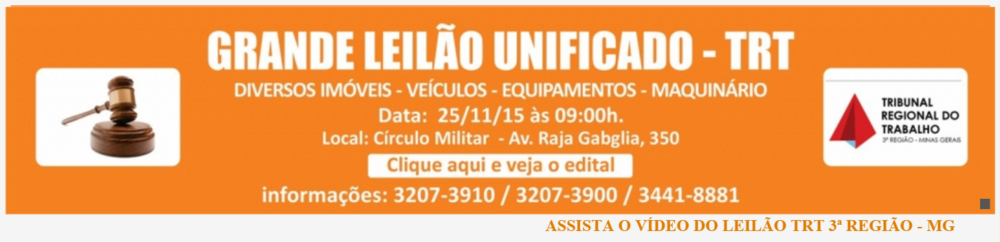 GRANDE LEILÃO UNIFICADO - TRT
DIVERSOS IMÓVEIS - VEÍCULOS - EQUIPAMENTOS - MAQUINÁRIO
Data: 25/11/15 às 09:00h.
Local: Círculo Militar - Av. Raja Gabglia, 350
Clique aqui e veja o edital
informações: 3207-3910 / 3207-3900 / 3441-8881
TRIBUNAL
REGIONAL DO
TRABALHO
3ª REGIÃO - MINAS GERAIS
ASSISTA O VÍDEO DO LEILÃO TRT 3ª REGIÃO - MG